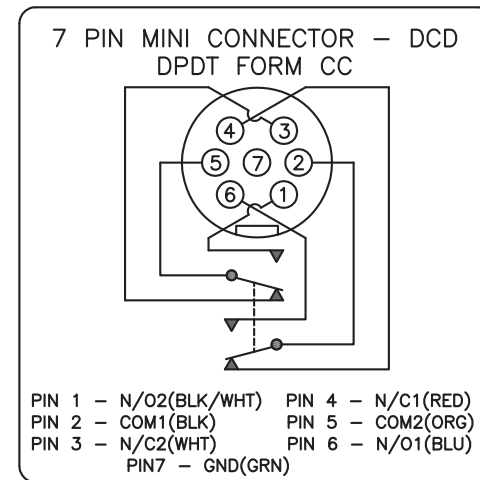 7 PIN MINI CONNECTOR – DCD
DPDT FORM CC
4 3
5 7 2
6 1
PIN 1 – N/O2(BLK/WHT) PIN 4 – N/C1(RED)
PIN 2 – COM1(BLK) PIN 5 – COM2(ORG)
PIN 3 – N/C2(WHT) PIN 6 – N/O1(BLU)
PIN7 – GND(GRN)